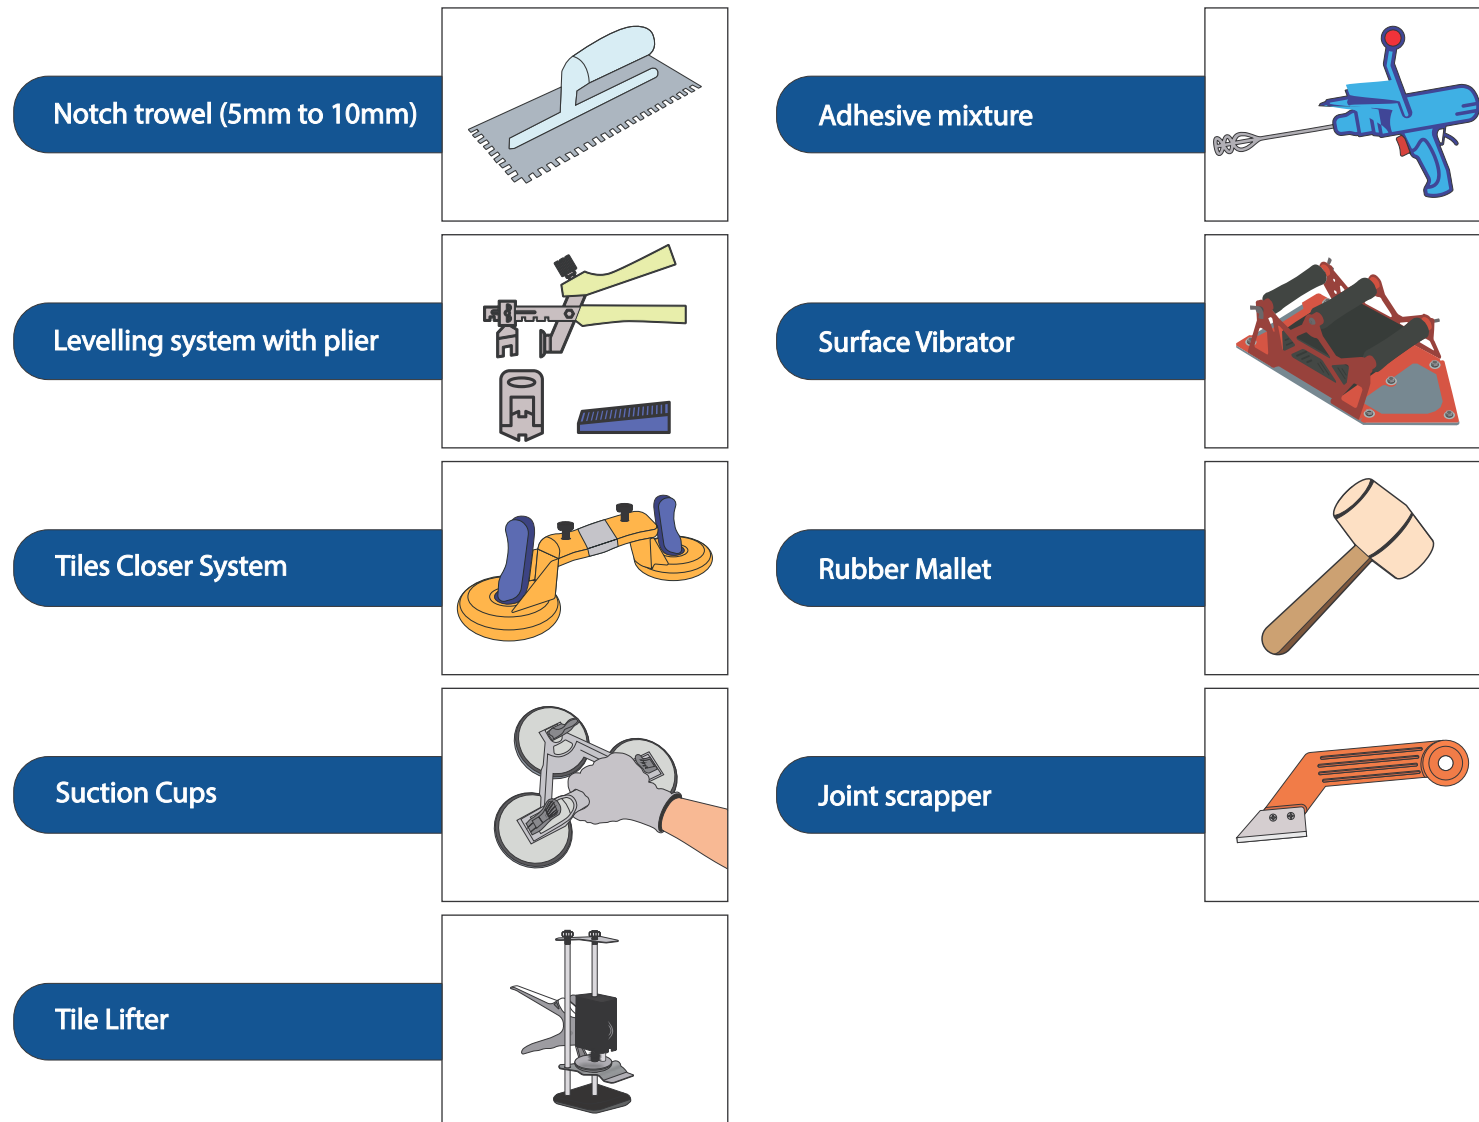 Notch trowel (5mm to 10mm)
Adhesive mixture
Levelling system with plier
Surface Vibrator
Tiles Closer System
Rubber Mallet
Suction Cups
Joint scrapper
Tile Lifter